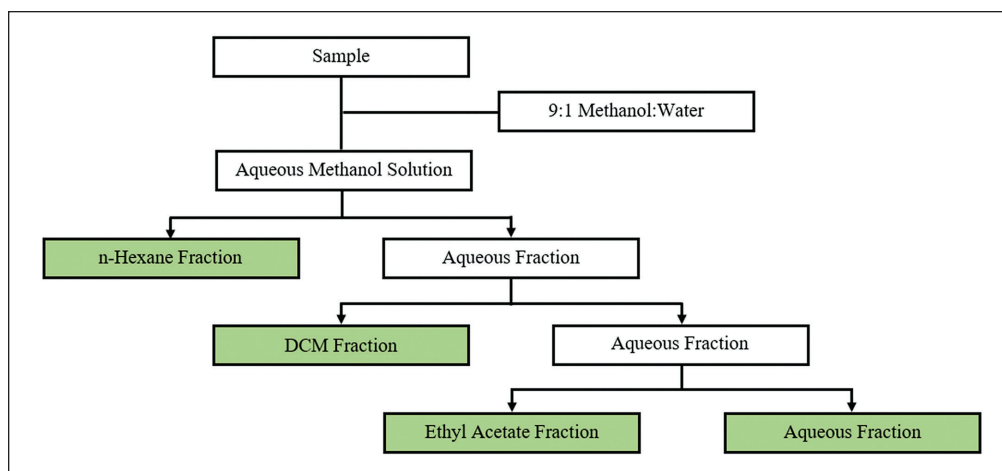 Sample
9:1 Methanol:Water
Aqueous Methanol Solution
n-Hexane Fraction
Aqueous Fraction
DCM Fraction
Aqueous Fraction
Ethyl Acetate Fraction
Aqueous Fraction